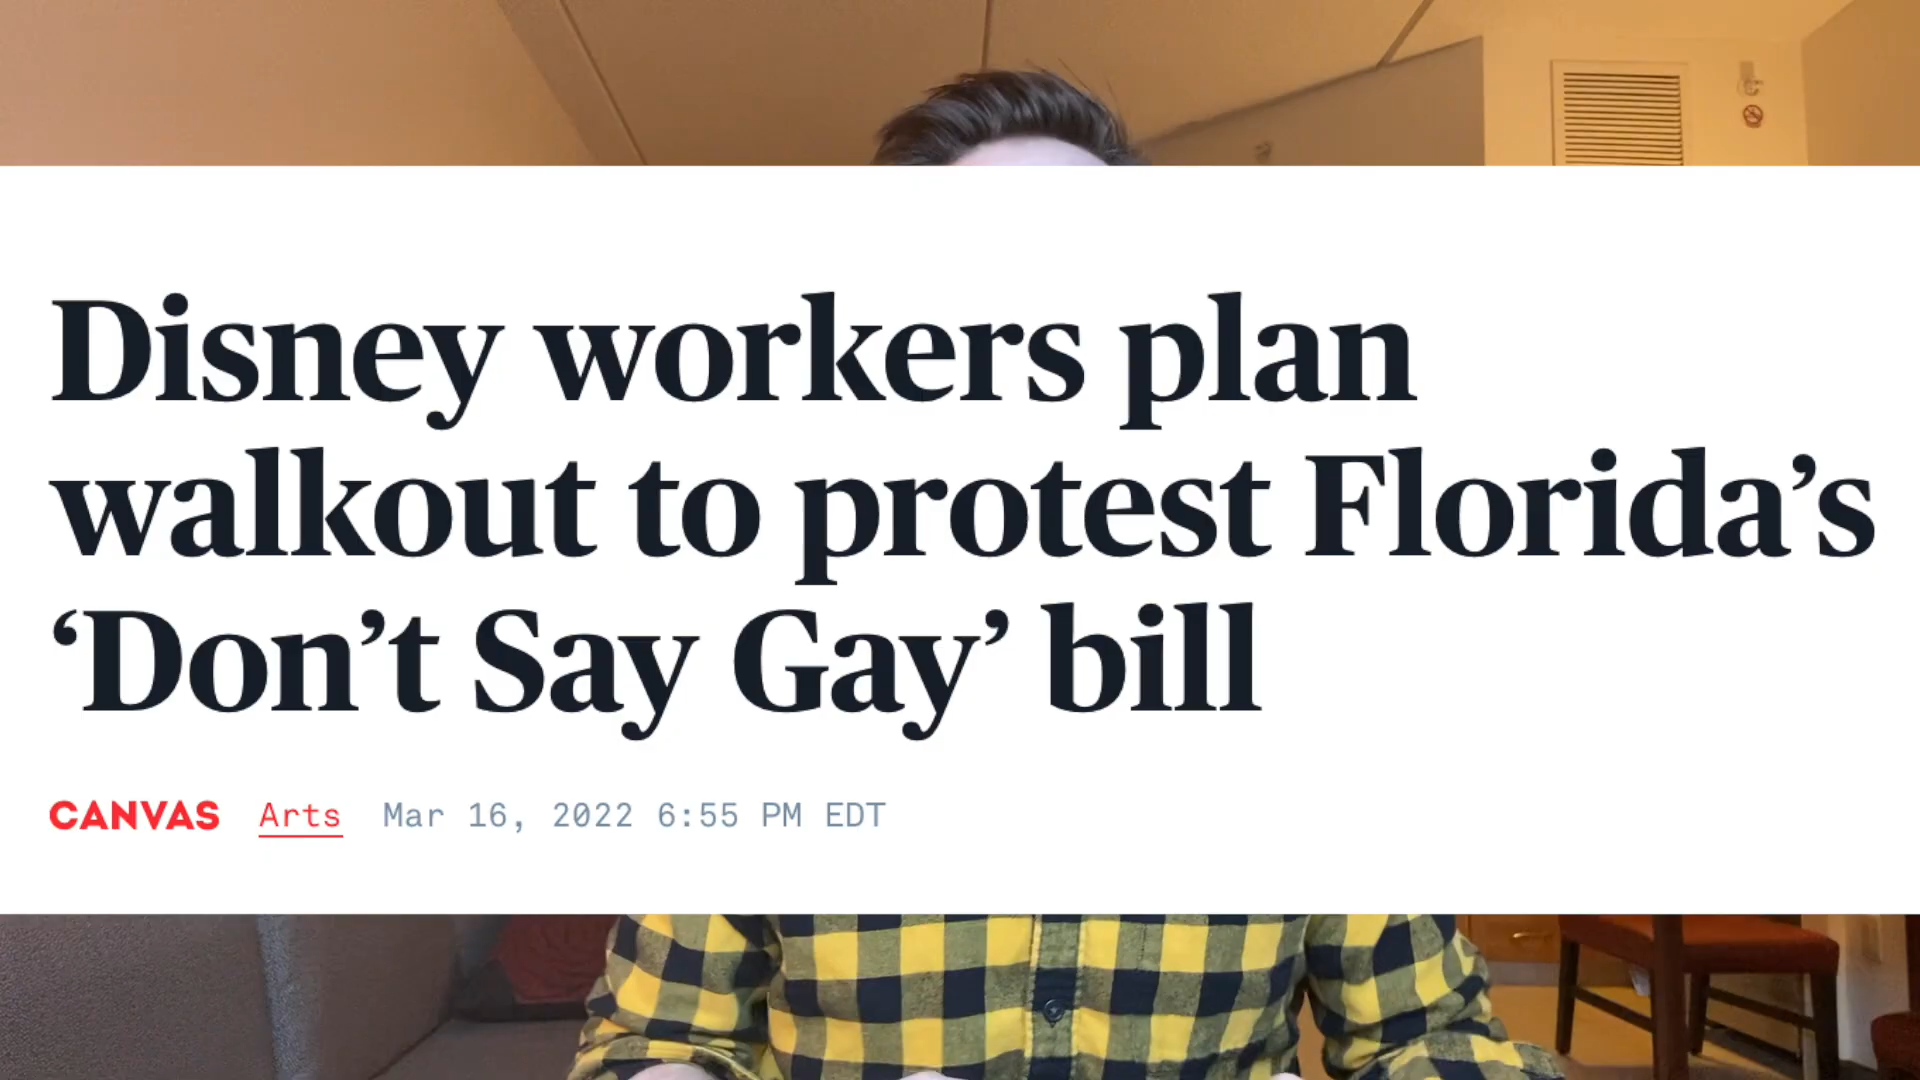 Disney workers plan
walkout to protest Florida’s
‘Don’t Say Gay’ bill
CANVAS Arts Mar 16, 2022 6:55 PM EDT